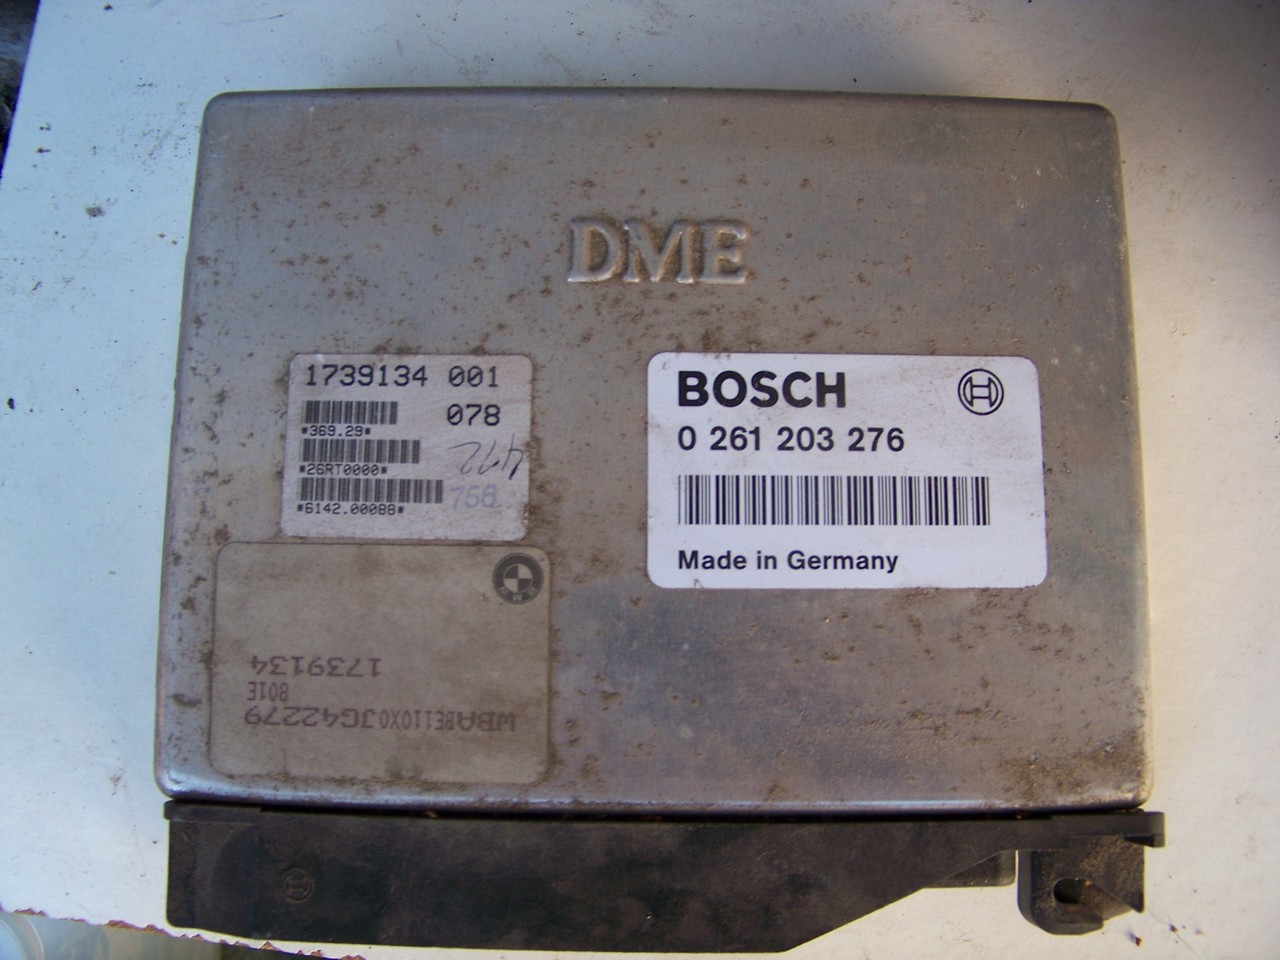 DME
1739134 001
078
*369.29*
472
*26RT0000*
756
*6142.00088*
BOSCH
0 261 203 276
Made in Germany
WBABE110X0JG42279
801E
1739134